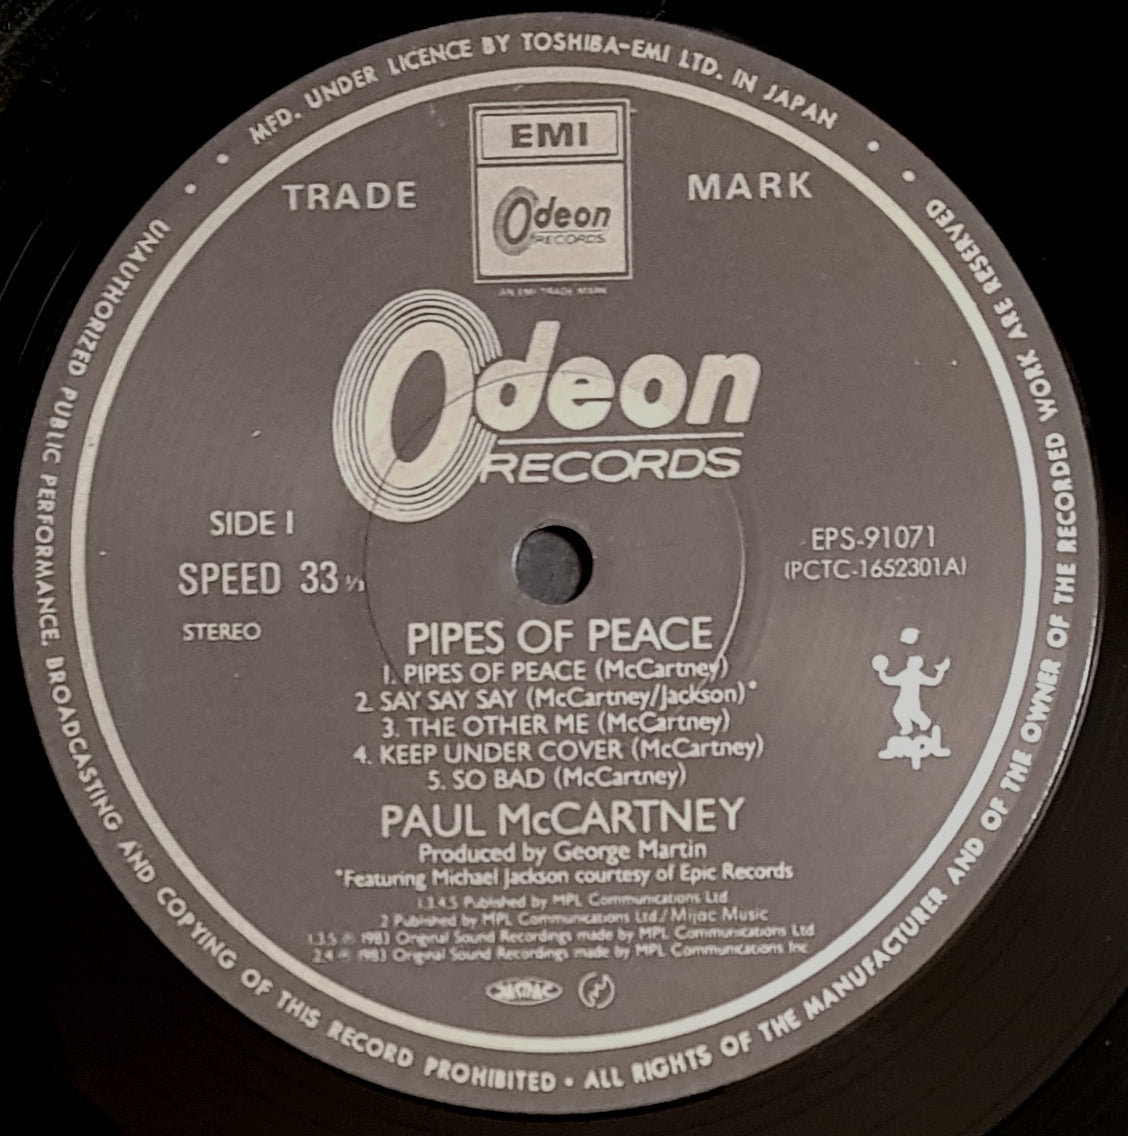 MFD. UNDER LICENCE BY TOSHIBA-EMI LTD. IN JAPAN
UNAUTHORIZED PUBLIC PERFORMANCE, BROADCASTING AND COPYING OF THIS RECORD PROHIBITED • ALL RIGHTS OF THE MANUFACTURER AND OF THE OWNER OF THE RECORDED WORK ARE RESERVED
EMI
TRADE MARK
Odeon
RECORDS
AN EMI TRADE MARK
Odeon
RECORDS
SIDE 1
EPS-91071
SPEED 33 1/3
(PCTC-1652301A)
STEREO
PIPES OF PEACE
1. PIPES OF PEACE (McCartney)
2. SAY SAY SAY (McCartney/Jackson)*
3. THE OTHER ME (McCartney)
4. KEEP UNDER COVER (McCartney)
5. SO BAD (McCartney)
mpl
PAUL McCARTNEY
Produced by George Martin
*Featuring Michael Jackson courtesy of Epic Records
1.3.4.5 Published by MPL Communications Ltd
2 Published by MPL Communications Ltd./Mijac Music
1.3.5 ℗ 1983 Original Sound Recordings made by MPL Communications Ltd
2.4 ℗ 1983 Original Sound Recordings made by MPL Communications Inc
JASRAC